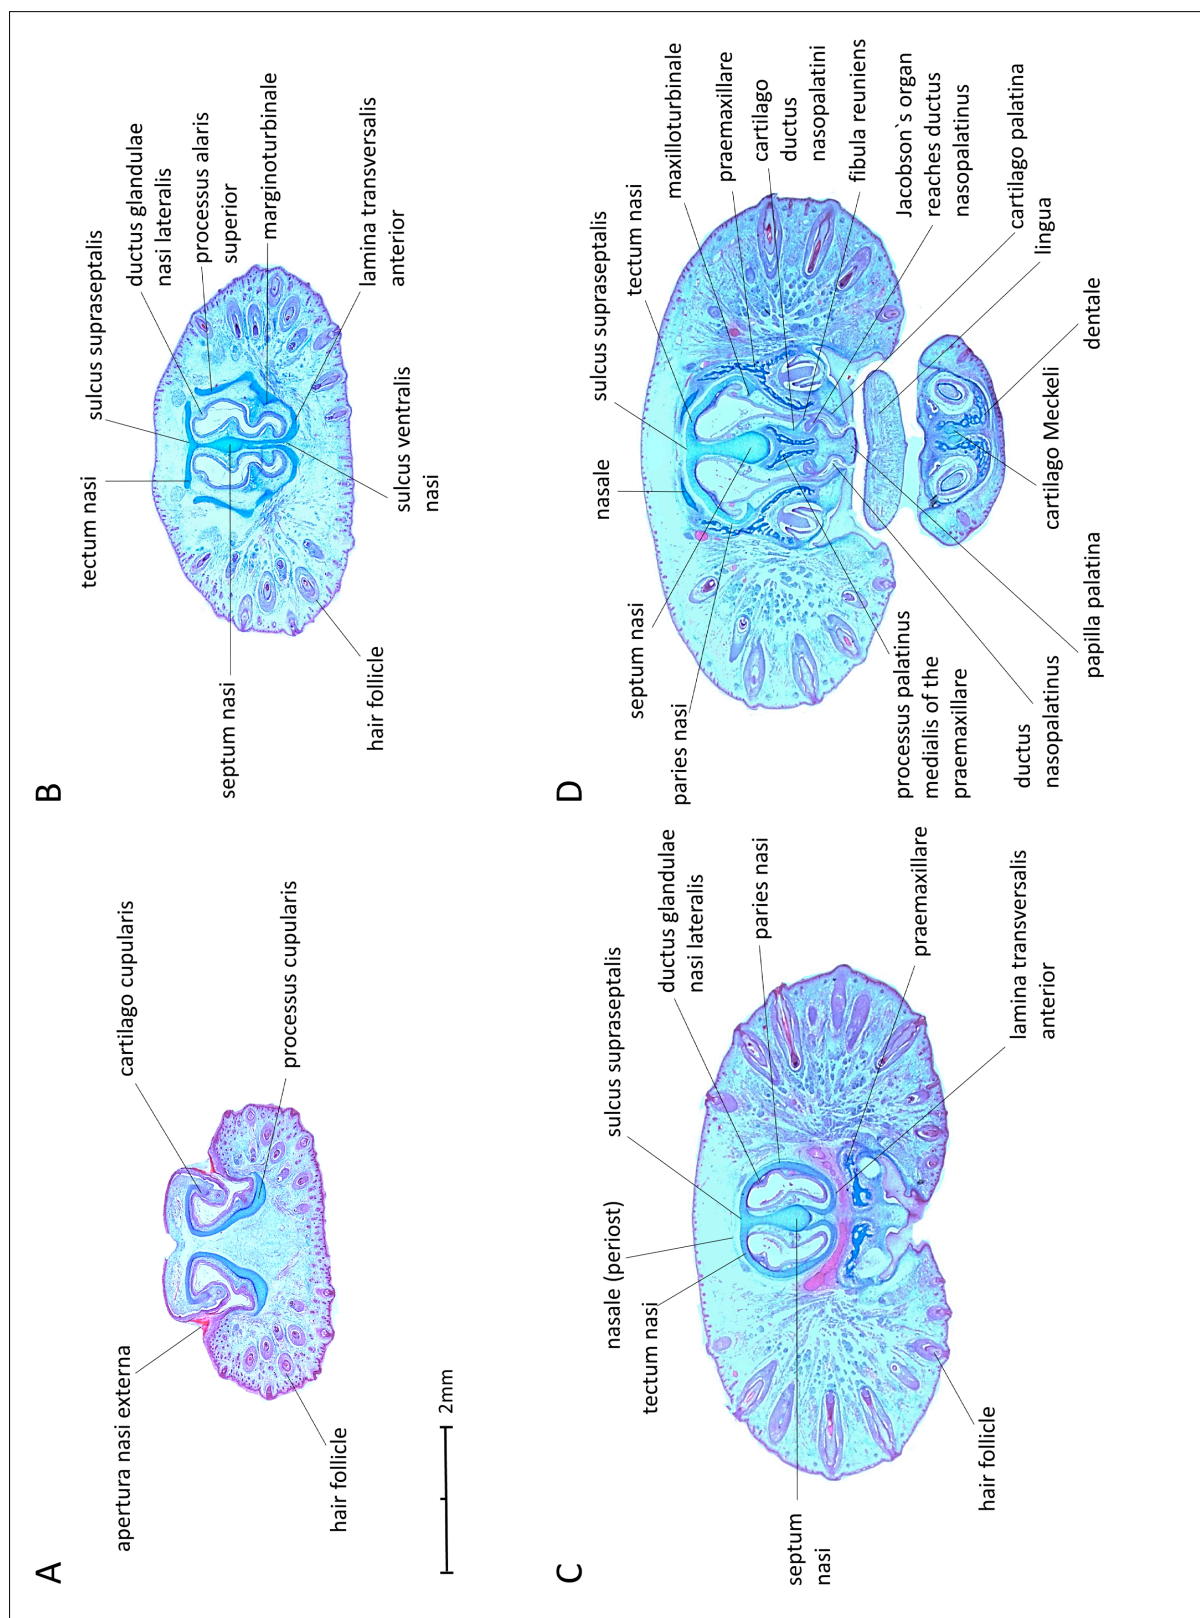 A
apertura nasi externa
cartilago cupularis
processus cupularis
hair follicle
2mm
B
tectum nasi
sulcus supraseptalis
ductus glandulae
nasi lateralis
processus alaris
superior
marginoturbinale
lamina transversalis
anterior
septum nasi
hair follicle
sulcus ventralis
nasi
C
nasale (periost)
tectum nasi
sulcus supraseptalis
ductus glandulae
nasi lateralis
paries nasi
praemaxillare
lamina transversalis
anterior
septum
nasi
hair follicle
D
nasale
sulcus supraseptalis
tectum nasi
maxilloturbinale
praemaxillare
cartilago
ductus
nasopalatini
fibula reuniens
Jacobson`s organ
reaches ductus
nasopalatinus
cartilago palatina
lingua
dentale
septum nasi
paries nasi
processus palatinus
medialis of the
praemaxillare
ductus
nasopalatinus
papilla palatina
cartilago Meckeli